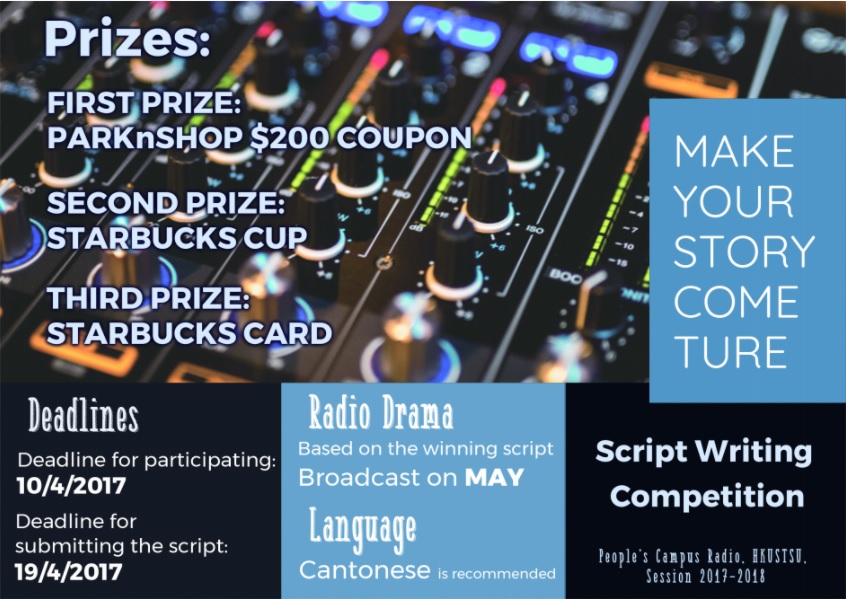 Prizes:
FIRST PRIZE:
PARKnSHOP $200 COUPON
SECOND PRIZE:
STARBUCKS CUP
THIRD PRIZE:
STARBUCKS CARD
MAKE
YOUR
STORY
COME
TURE
Deadlines
Deadline for participating:
10/4/2017
Deadline for
submitting the script:
19/4/2017
Radio Drama
Based on the winning script
Broadcast on MAY
Language
Cantonese is recommended
Script Writing
Competition
People's Campus Radio, HKUSTSU,
Session 2017-2018